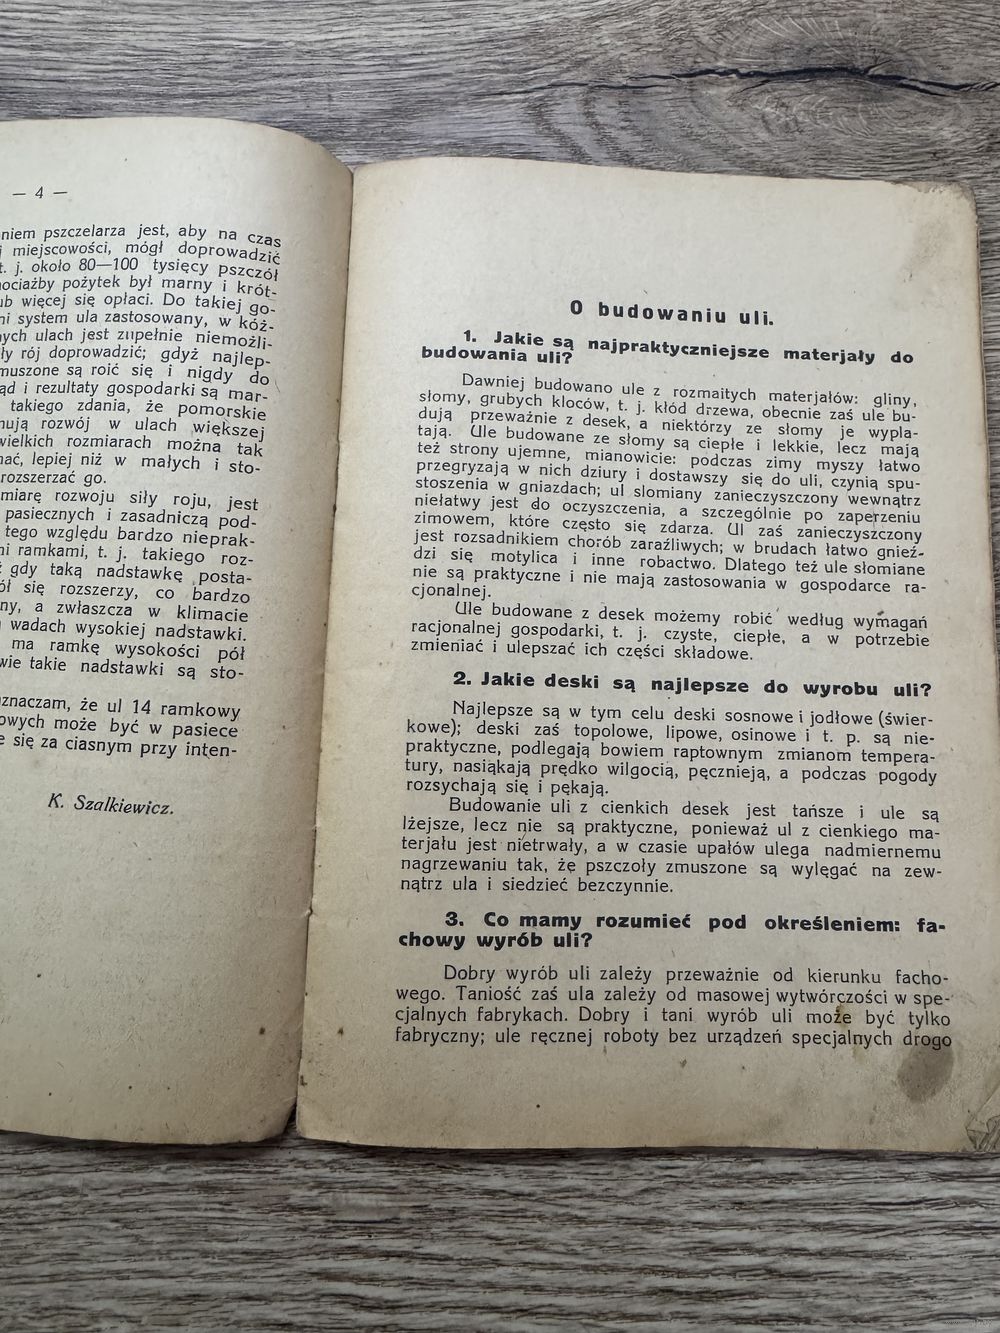 — 4 —
niem pszczelarza jest, aby na czas
j miejscowości, mógł doprowadzić
t. j. około 80—100 tysięcy pszczół
hociażby pożytek był marny i krót-
ub więcej się opłaci. Do takiej go-
ni system ula zastosowany, w któ-
nych ulach jest zupełnie niemożli-
ły rój doprowadzić; gdyż najlep-
muszone są roić się i nigdy do
ąd i rezultaty gospodarki są mar-
takiego zdania, że pomorskie
mują rozwój w ulach większej
wielkich rozmiarach można tak
nać, lepiej niż w małych i sto-
rozszerzać go.
miarę rozwoju siły roju, jest
pasiecznych i zasadniczą pod-
tego względu bardzo nieprak-
ni ramkami, t. j. takiego roz-
ż gdy taką nadstawkę posta-
ół się rozszerzy, co bardzo
ny, a zwłaszcza w klimacie
wadach wysokiej nadstawki.
ma ramkę wysokości pół
wie takie nadstawki są sto-
znaczam, że ul 14 ramkowy
owych może być w pasiece
e się za ciasnym przy inten-
K. Szalkiewicz.
O budowaniu uli.
1. Jakie są najpraktyczniejsze materjały do
budowania uli?
Dawniej budowano ule z rozmaitych materjałów: gliny,
słomy, grubych kloców, t. j. kłód drzewa, obecnie zaś ule bu-
dują przeważnie z desek, a niektórzy ze słomy je wypla-
tają. Ule budowane ze słomy są ciepłe i lekkie, lecz mają
też strony ujemne, mianowicie: podczas zimy myszy łatwo
przegryzają w nich dziury i dostawszy się do uli, czynią spu-
stoszenia w gniazdach; ul slomiany zanieczyszczony wewnątrz
niełatwy jest do oczyszczenia, a szczególnie po zaperzeniu
zimowem, które często się zdarza. Ul zaś zanieczyszczony
jest rozsadnikiem chorób zaraźliwych; w brudach łatwo gnieź-
dzi się motylica i inne robactwo. Dlatego też ule słomiane
nie są praktyczne i nie mają zastosowania w gospodarce ra-
cjonalnej.
Ule budowane z desek możemy robić według wymagań
racjonalnej gospodarki, t. j. czyste, ciepłe, a w potrzebie
zmieniać i ulepszać ich części składowe.
2. Jakie deski są najlepsze do wyrobu uli?
Najlepsze są w tym celu deski sosnowe i jodłowe (świer-
kowe); deski zaś topolowe, lipowe, osinowe i t. p. są nie-
praktyczne, podlegają bowiem raptownym zmianom tempera-
tury, nasiąkają prędko wilgocią, pęcznieją, a podczas pogody
rozsychają się i pękają.
Budowanie uli z cienkich desek jest tańsze i ule są
lżejsze, lecz nie są praktyczne, ponieważ ul z cienkiego ma-
terjału jest nietrwały, a w czasie upałów ulega nadmiernemu
nagrzewaniu tak, że pszczoły zmuszone są wylęgać na zew-
nątrz ula i siedzieć bezczynnie.
3. Co mamy rozumieć pod określeniem: fa-
chowy wyrób uli?
Dobry wyrób uli zależy przeważnie od kierunku facho-
wego. Taniość zaś ula zależy od masowej wytwórczości w spe-
cjalnych fabrykach. Dobry i tani wyrób uli może być tylko
fabryczny; ule ręcznej roboty bez urządzeń specjalnych drogo